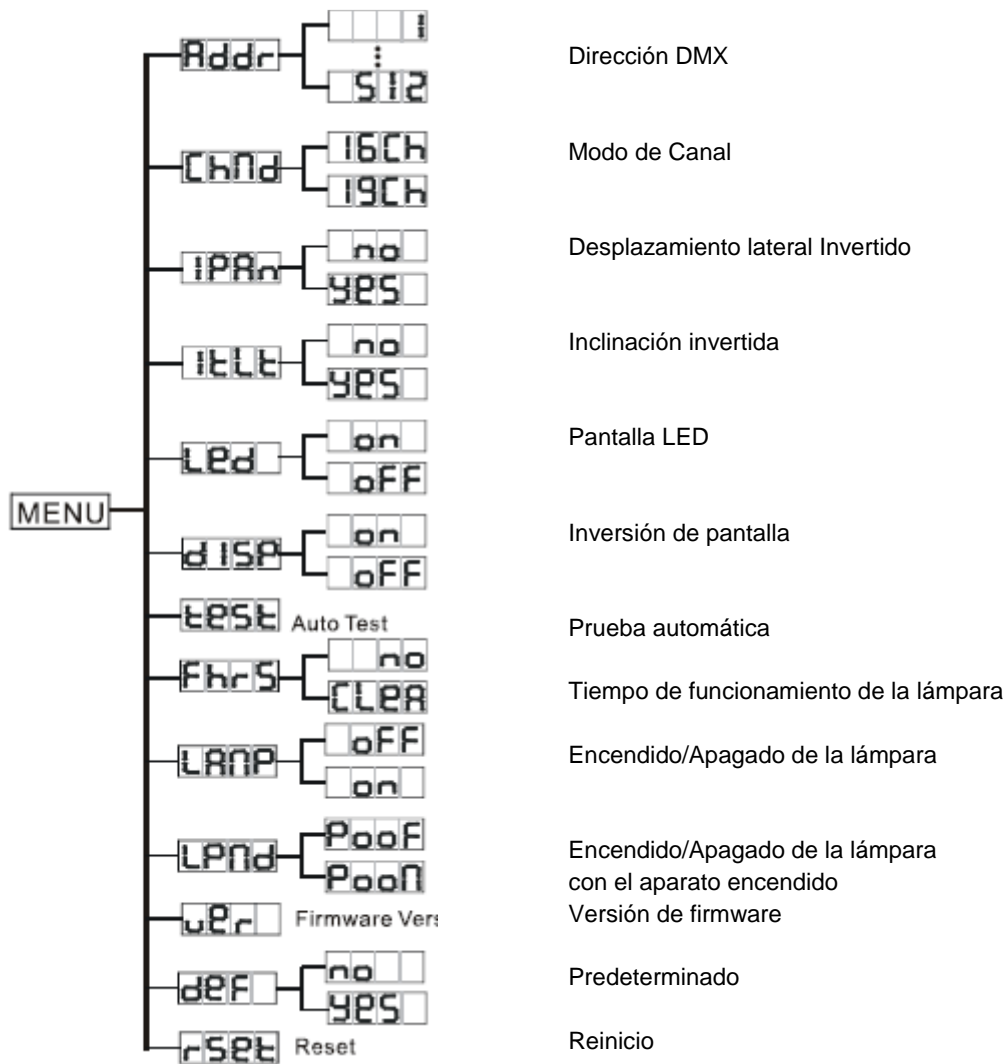 1
Addr
Dirección DMX
512
16Ch
ChMd
Modo de Canal
19Ch
no
iPAn
Desplazamiento lateral Invertido
yes
no
itLt
Inclinación invertida
yes
on
Led
Pantalla LED
oFF
MENU
on
diSP
Inversión de pantalla
oFF
test
Auto Test
Prueba automática
no
FhrS
Tiempo de funcionamiento de la lámpara
CLeA
oFF
LAMP
Encendido/Apagado de la lámpara
on
PooF
LPMd
Encendido/Apagado de la lámpara
PooM
con el aparato encendido
ver
Firmware Vers
Versión de firmware
no
deF
Predeterminado
yes
rSet
Reset
Reinicio